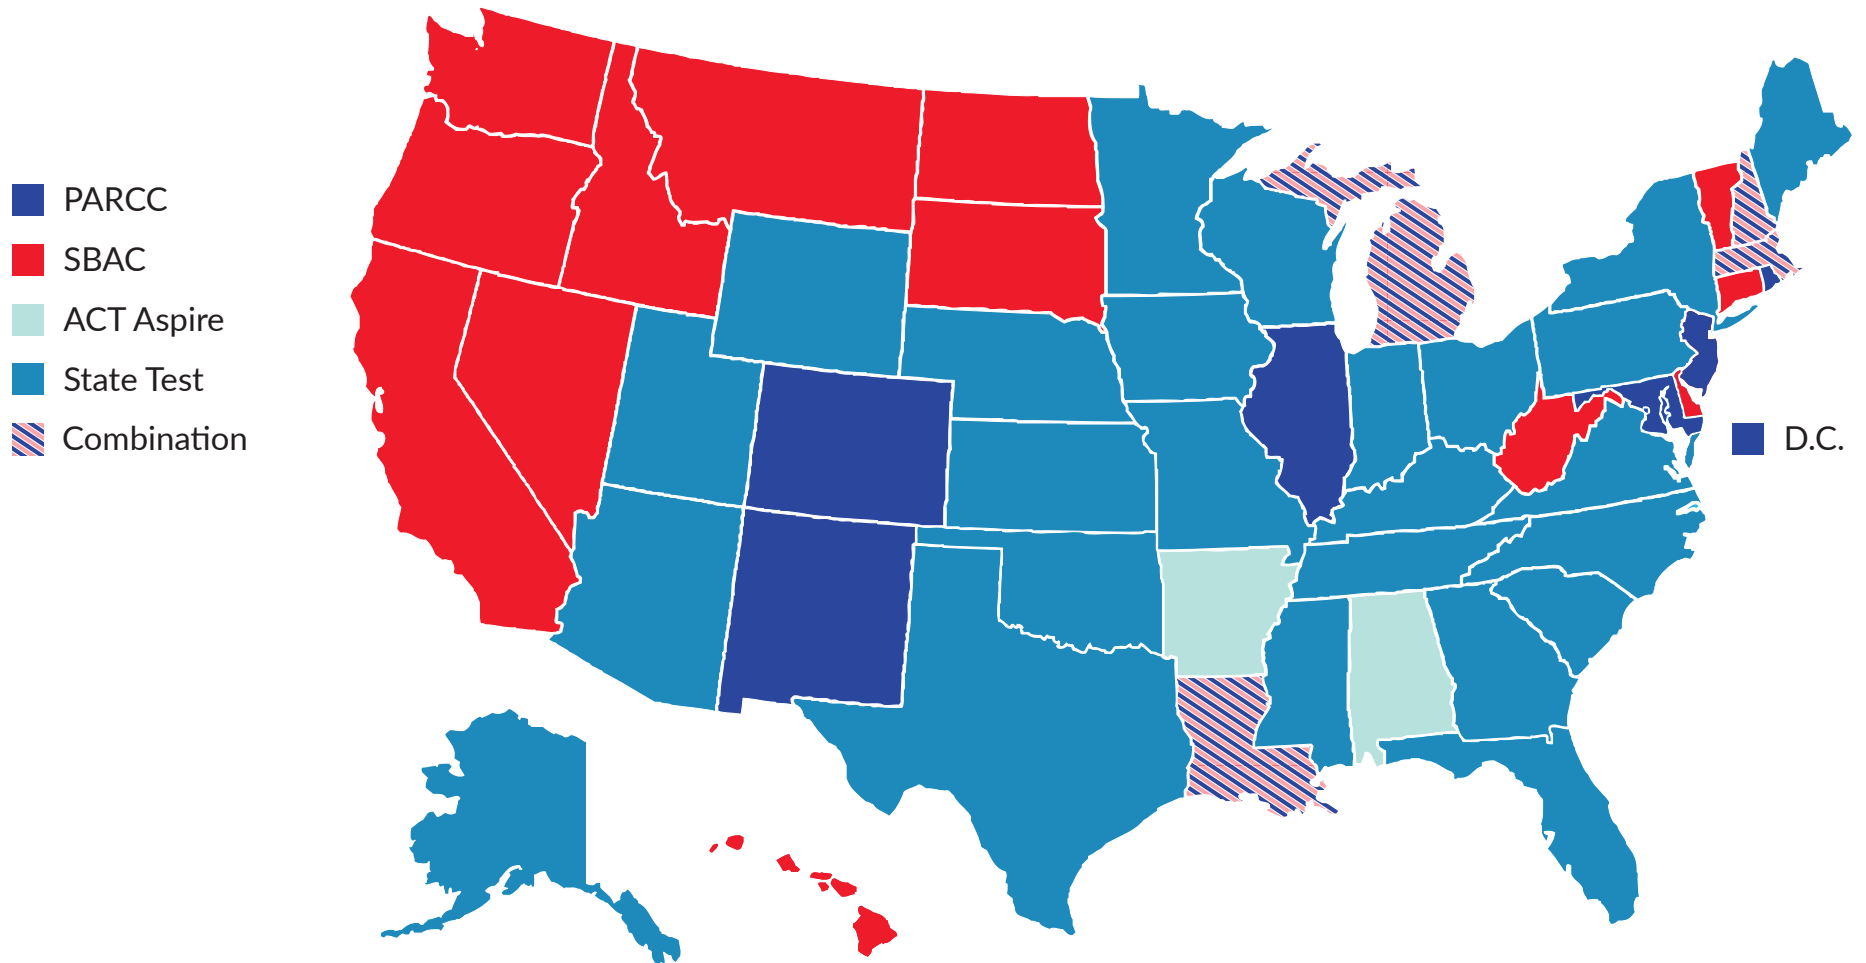 PARCC
SBAC
ACT Aspire
State Test
Combination
D.C.